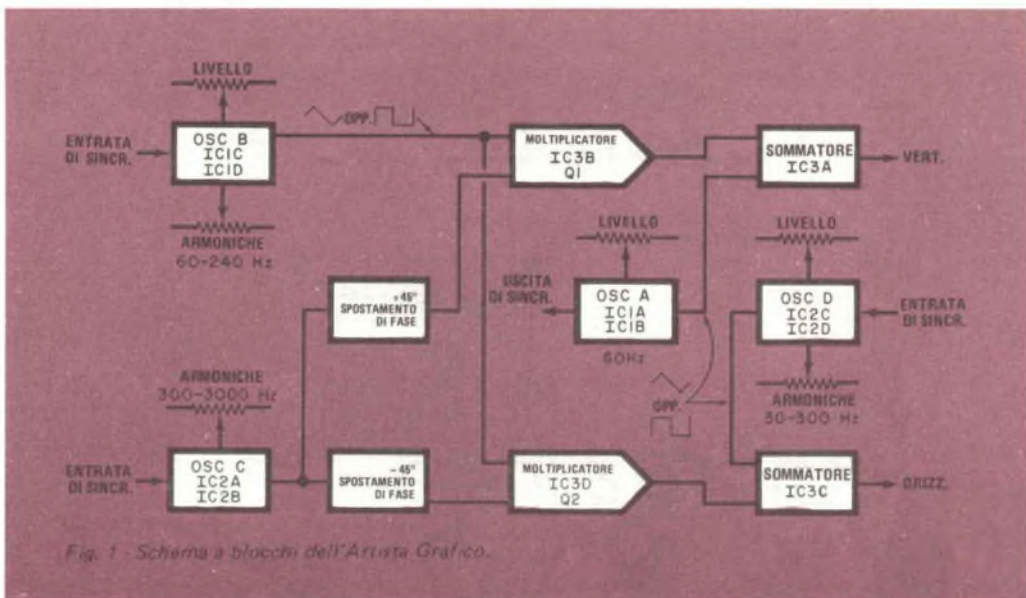 LIVELLO
OPP.
ENTRATA
DI SINCR.
OSC B
IC1C
IC1D
MOLTIPLICATORE
IC3B
Q1
SOMMATORE
IC3A
VERT.
ARMONICHE
60-240 Hz
LIVELLO
LIVELLO
+45°
SPOSTAMENTO
DI FASE
USCITA
DI SINCR.
OSC A
IC1A
IC1B
60Hz
OSC D
IC2C
IC2D
ENTRATA
DI SINCR.
ARMONICHE
300-3000 Hz
OPP.
ARMONICHE
30-300 Hz
ENTRATA
DI SINCR.
OSC C
IC2A
IC2B
-45°
SPOSTAMENTO
DI FASE
MOLTIPLICATORE
IC3D
Q2
SOMMATORE
IC3C
ORIZZ.
Fig. 1 - Schema a blocchi dell'Artista Grafico.